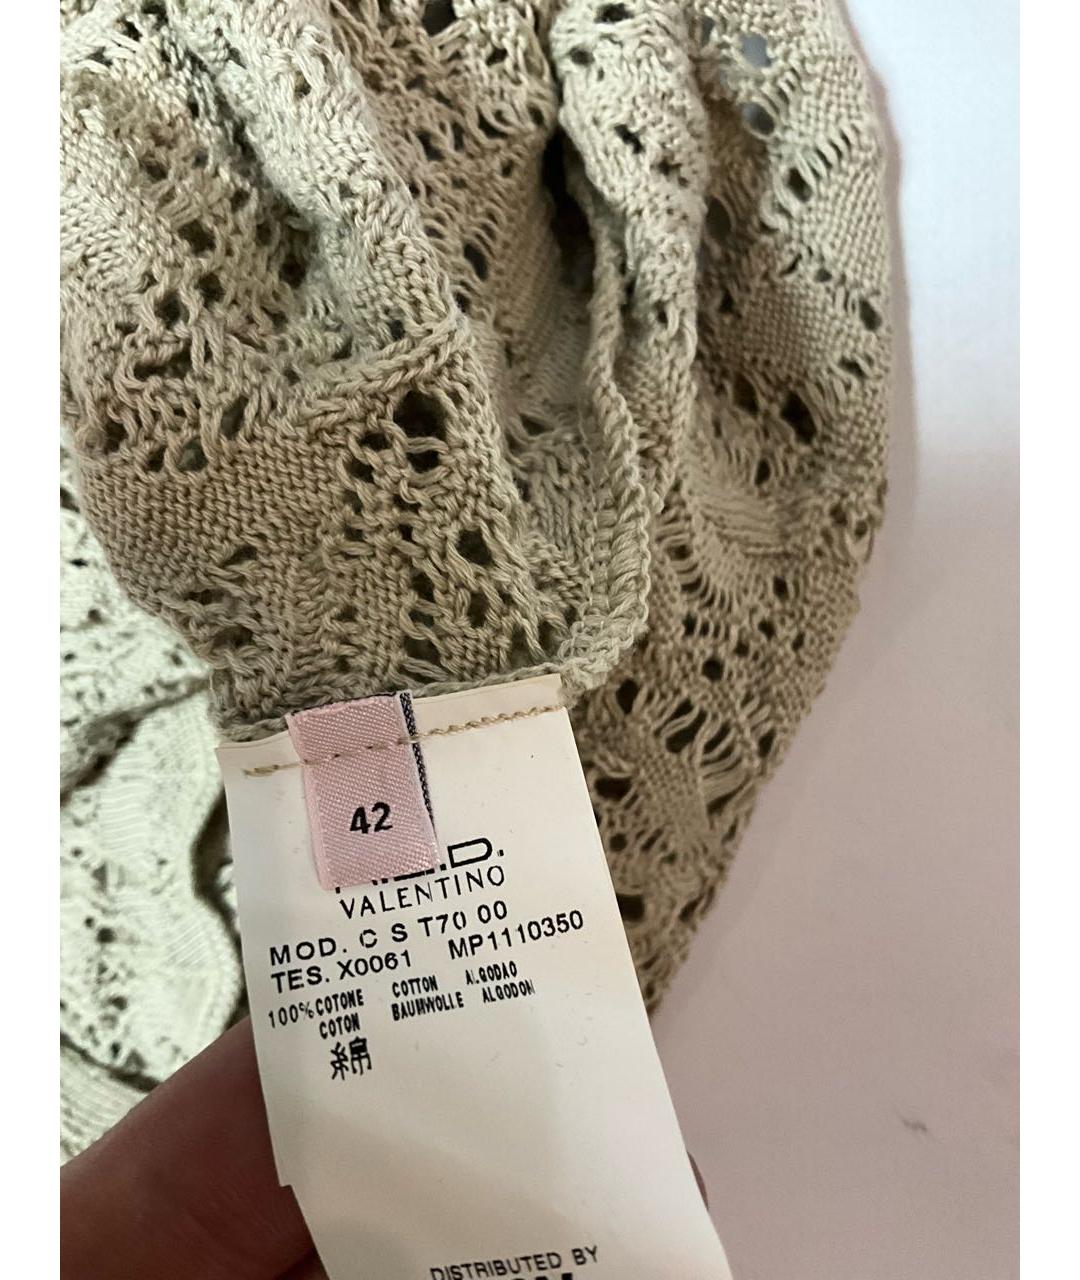 42
VALENTINO
MOD. C S T70 00
TES. X0061 MP1110350
100% COTONE COTTON ALGODAO
COTON BAUMWOLLE ALGODON
綿
DISTRIBUTED BY